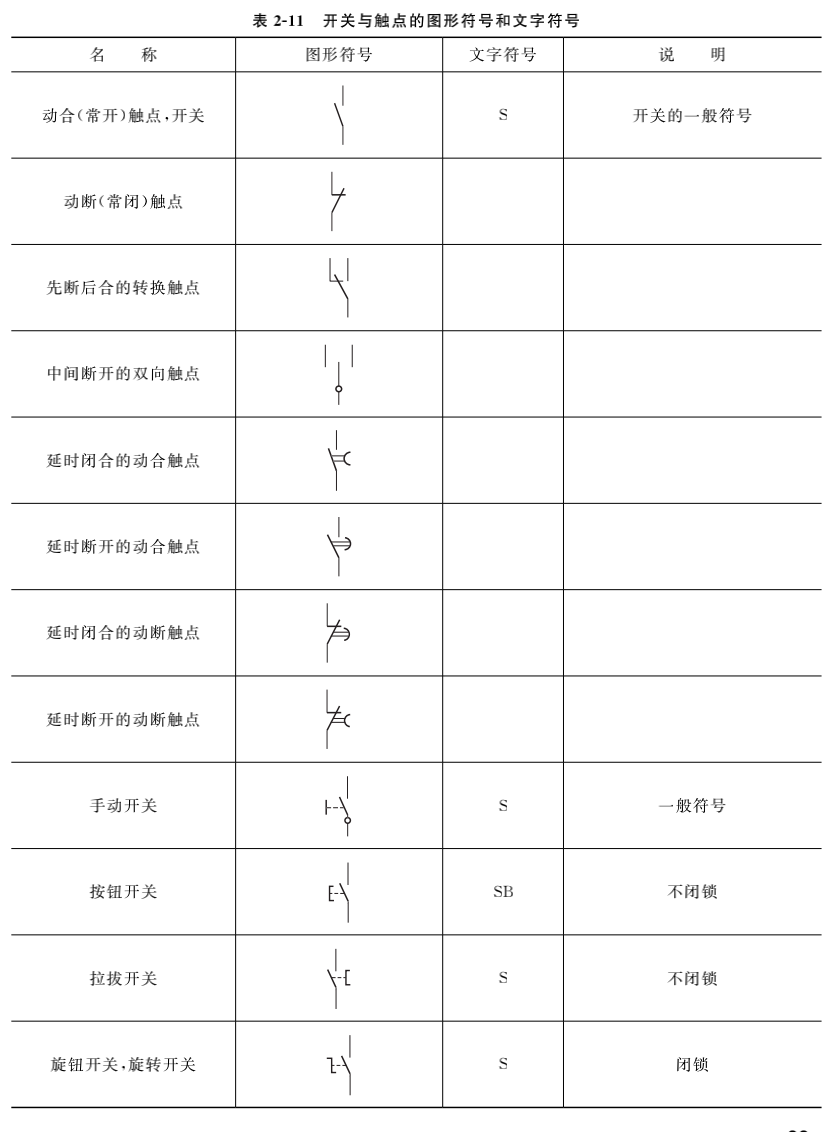 表 2-11 开关与触点的图形符号和文字符号
名 称 图形符号 文字符号 说 明
动合(常开)触点,开关 S 开关的一般符号
动断(常闭)触点
先断后合的转换触点
中间断开的双向触点
延时闭合的动合触点
延时断开的动合触点
延时闭合的动断触点
延时断开的动断触点
手动开关 S 一般符号
按钮开关 SB 不闭锁
拉拔开关 S 不闭锁
旋钮开关,旋转开关 S 闭锁